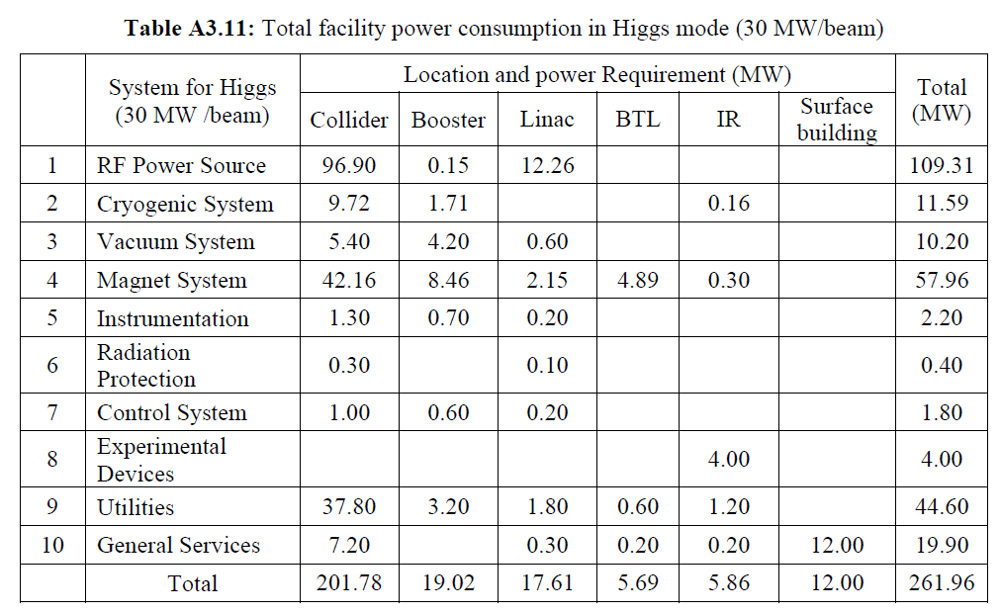 Table A3.11: Total facility power consumption in Higgs mode (30 MW/beam)
System for Higgs (30 MW /beam) Location and power Requirement (MW) Total (MW)
Collider Booster Linac BTL IR Surface building
1 RF Power Source 96.90 0.15 12.26 109.31
2 Cryogenic System 9.72 1.71 0.16 11.59
3 Vacuum System 5.40 4.20 0.60 10.20
4 Magnet System 42.16 8.46 2.15 4.89 0.30 57.96
5 Instrumentation 1.30 0.70 0.20 2.20
6 Radiation Protection 0.30 0.10 0.40
7 Control System 1.00 0.60 0.20 1.80
8 Experimental Devices 4.00 4.00
9 Utilities 37.80 3.20 1.80 0.60 1.20 44.60
10 General Services 7.20 0.30 0.20 0.20 12.00 19.90
Total 201.78 19.02 17.61 5.69 5.86 12.00 261.96